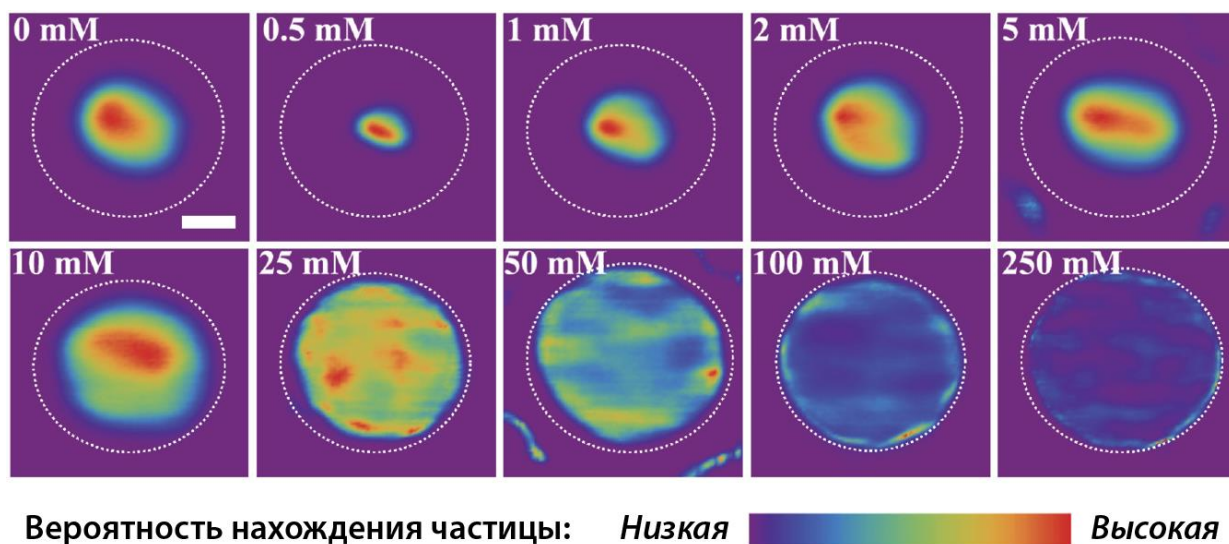 0 mM 0.5 mM 1 mM 2 mM 5 mM
10 mM 25 mM 50 mM 100 mM 250 mM
Вероятность нахождения частицы: Низкая Высокая